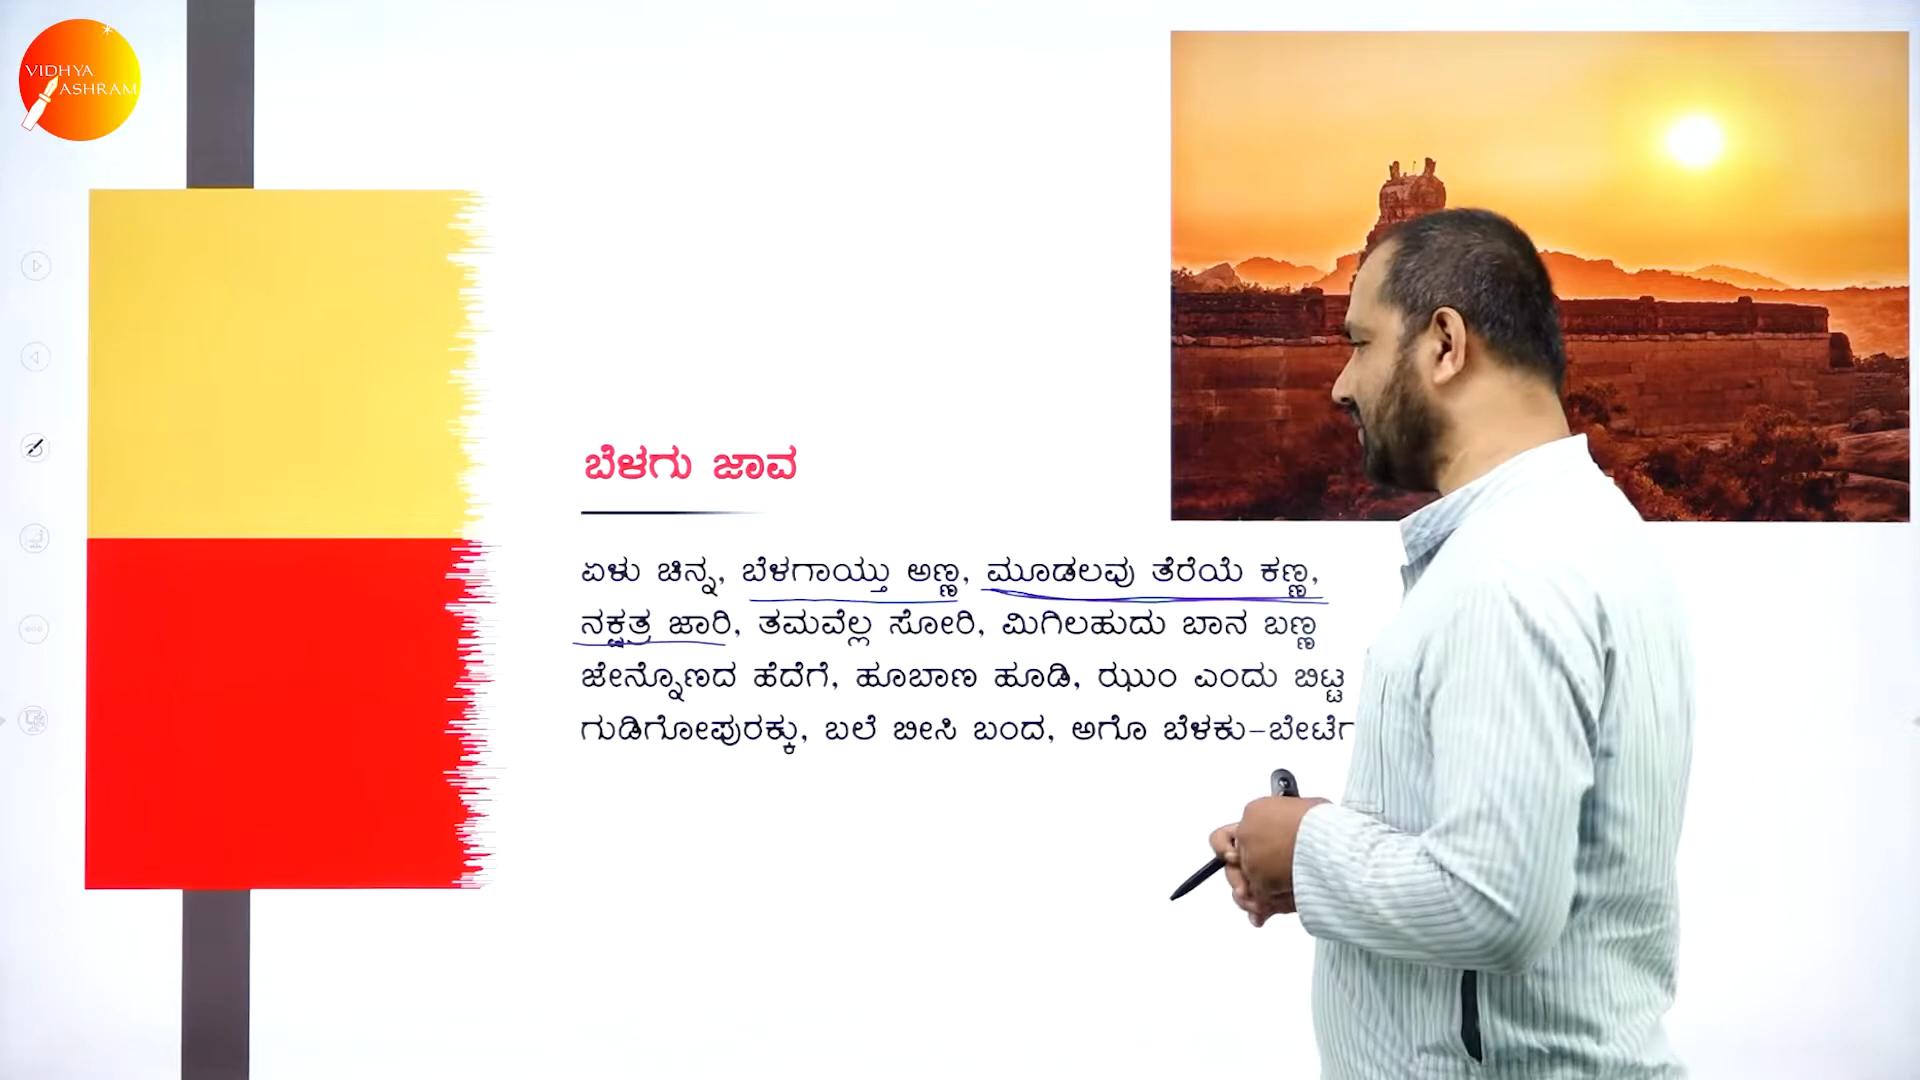 VIDHYA
ASHRAM
ಬೆಳಗು ಜಾವ
ಏಳು ಚಿನ್ನ, ಬೆಳಗಾಯ್ತು ಅಣ್ಣ, ಮೂಡಲವು ತೆರೆಯೆ ಕಣ್ಣ,
ನಕ್ಷತ್ರ ಜಾರಿ, ತಮವೆಲ್ಲ ಸೋರಿ, ಮಿಗಿಲಹುದು ಬಾನ ಬಣ್ಣ
ಜೇನ್ನೊಣದ ಹೆದೆಗೆ, ಹೂಬಾಣ ಹೂಡಿ, ಝುಂ ಎಂದು ಬಿಟ್ಟ
ಗುಡಿಗೋಪುರಕ್ಕು, ಬಲೆ ಬೀಸಿ ಬಂದ, ಅಗೊ ಬೆಳಕು-